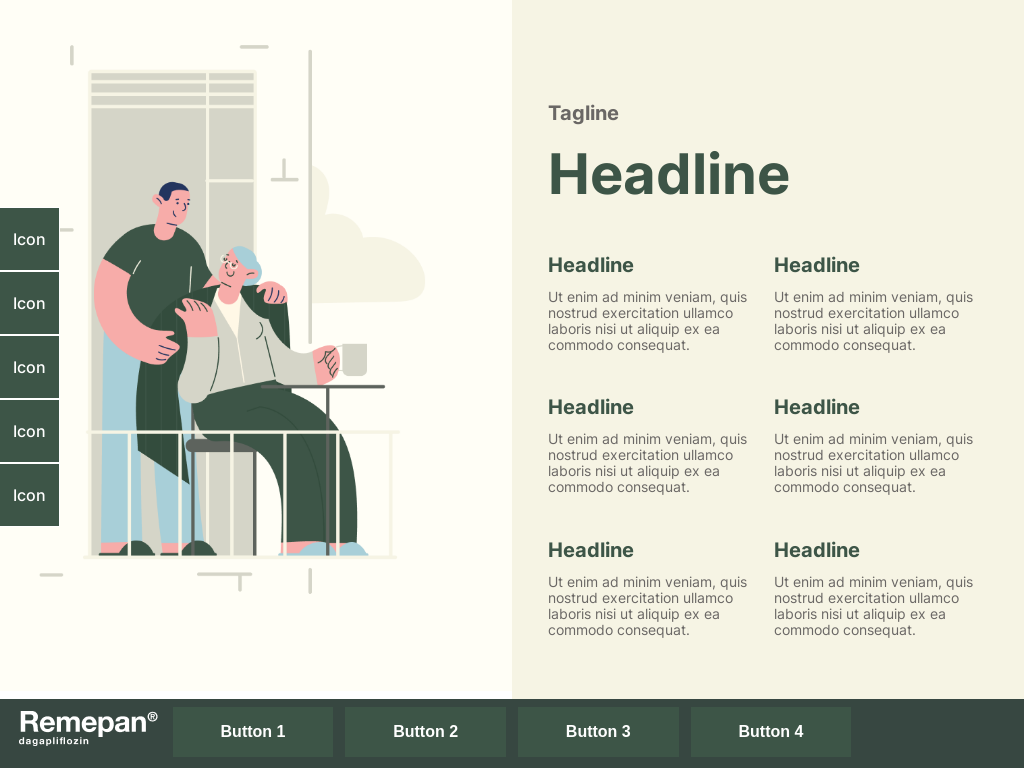 Tagline
Headline
Icon
Icon
Icon
Icon
Icon
Headline
Ut enim ad minim veniam, quis
nostrud exercitation ullamco
laboris nisi ut aliquip ex ea
commodo consequat.
Headline
Ut enim ad minim veniam, quis
nostrud exercitation ullamco
laboris nisi ut aliquip ex ea
commodo consequat.
Headline
Ut enim ad minim veniam, quis
nostrud exercitation ullamco
laboris nisi ut aliquip ex ea
commodo consequat.
Headline
Ut enim ad minim veniam, quis
nostrud exercitation ullamco
laboris nisi ut aliquip ex ea
commodo consequat.
Headline
Ut enim ad minim veniam, quis
nostrud exercitation ullamco
laboris nisi ut aliquip ex ea
commodo consequat.
Headline
Ut enim ad minim veniam, quis
nostrud exercitation ullamco
laboris nisi ut aliquip ex ea
commodo consequat.
Remepan®
dagapliflozin
Button 1
Button 2
Button 3
Button 4